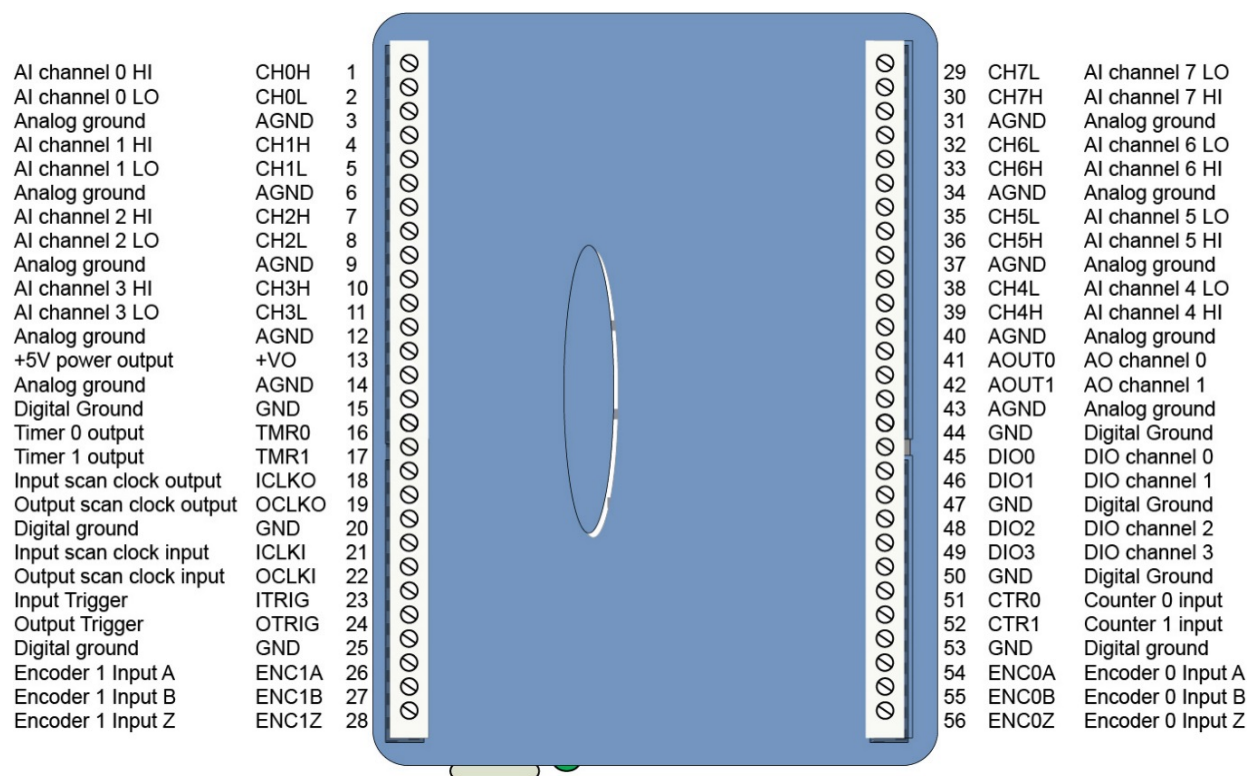 AI channel 0 HI CH0H 1
AI channel 0 LO CH0L 2
Analog ground AGND 3
AI channel 1 HI CH1H 4
AI channel 1 LO CH1L 5
Analog ground AGND 6
AI channel 2 HI CH2H 7
AI channel 2 LO CH2L 8
Analog ground AGND 9
AI channel 3 HI CH3H 10
AI channel 3 LO CH3L 11
Analog ground AGND 12
+5V power output +VO 13
Analog ground AGND 14
Digital Ground GND 15
Timer 0 output TMR0 16
Timer 1 output TMR1 17
Input scan clock output ICLKO 18
Output scan clock output OCLKO 19
Digital ground GND 20
Input scan clock input ICLKI 21
Output scan clock input OCLKI 22
Input Trigger ITRIG 23
Output Trigger OTRIG 24
Digital ground GND 25
Encoder 1 Input A ENC1A 26
Encoder 1 Input B ENC1B 27
Encoder 1 Input Z ENC1Z 28
29 CH7L AI channel 7 LO
30 CH7H AI channel 7 HI
31 AGND Analog ground
32 CH6L AI channel 6 LO
33 CH6H AI channel 6 HI
34 AGND Analog ground
35 CH5L AI channel 5 LO
36 CH5H AI channel 5 HI
37 AGND Analog ground
38 CH4L AI channel 4 LO
39 CH4H AI channel 4 HI
40 AGND Analog ground
41 AOUT0 AO channel 0
42 AOUT1 AO channel 1
43 AGND Analog ground
44 GND Digital Ground
45 DIO0 DIO channel 0
46 DIO1 DIO channel 1
47 GND Digital Ground
48 DIO2 DIO channel 2
49 DIO3 DIO channel 3
50 GND Digital Ground
51 CTR0 Counter 0 input
52 CTR1 Counter 1 input
53 GND Digital ground
54 ENC0A Encoder 0 Input A
55 ENC0B Encoder 0 Input B
56 ENC0Z Encoder 0 Input Z